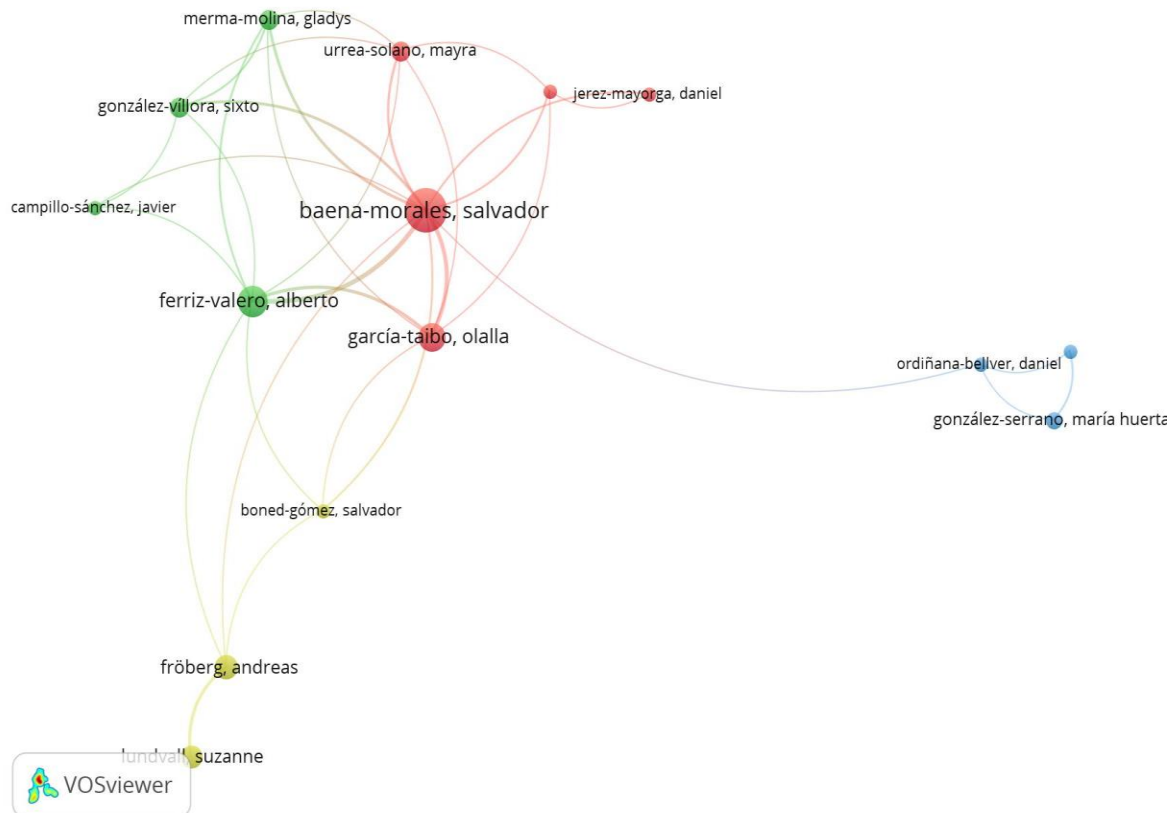 merma-molina, gladys
urrea-solano, mayra
jerez-mayorga, daniel
gonzález-víllora, sixto
campillo-sánchez, javier
baena-morales, salvador
ferriz-valero, alberto
garcía-taibo, olalla
ordiñana-bellver, daniel
gonzález-serrano, maría huerta
boned-gómez, salvador
fröberg, andreas
lundvall, suzanne
VOSviewer